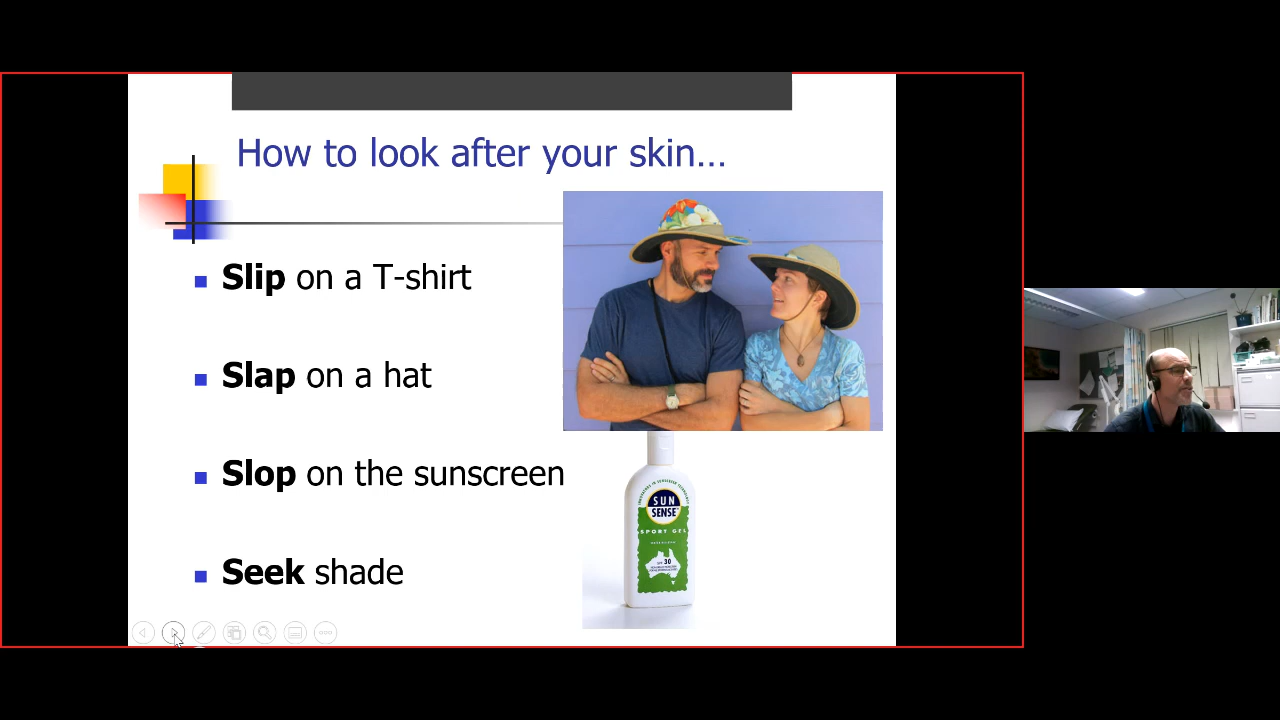 How to look after your skin...
Slip on a T-shirt
Slap on a hat
Slop on the sunscreen
Seek shade
SUN
SENSE
SPORT GEL
30